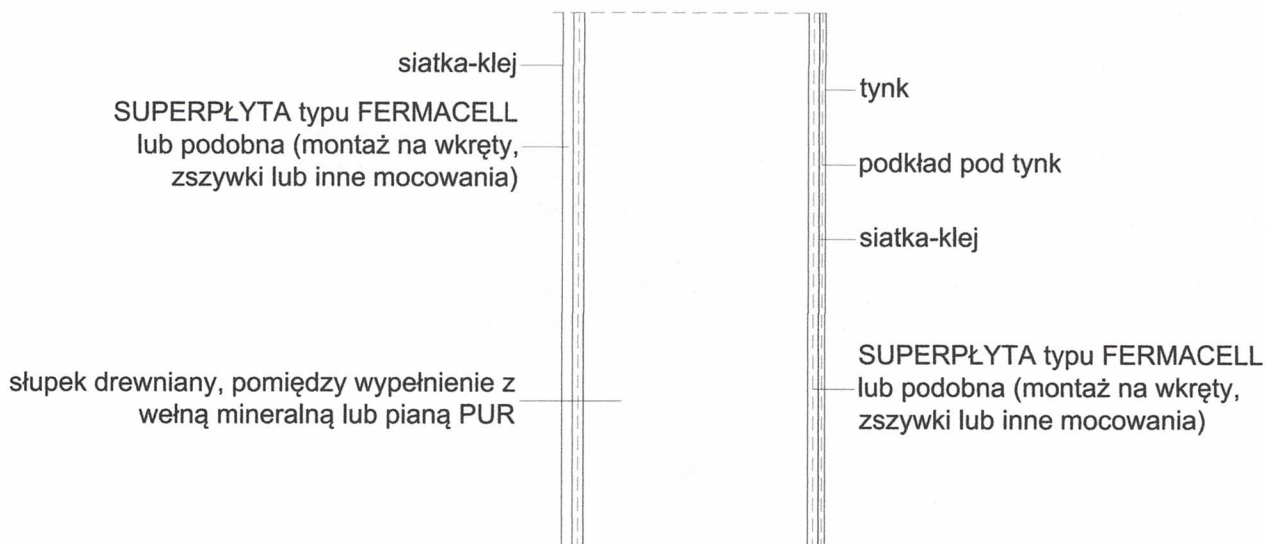 siatka-klej
SUPERPŁYTA typu FERMACELL
lub podobna (montaż na wkręty,
zszywki lub inne mocowania)
słupek drewniany, pomiędzy wypełnienie z
wełną mineralną lub pianą PUR
tynk
podkład pod tynk
siatka-klej
SUPERPŁYTA typu FERMACELL
lub podobna (montaż na wkręty,
zszywki lub inne mocowania)